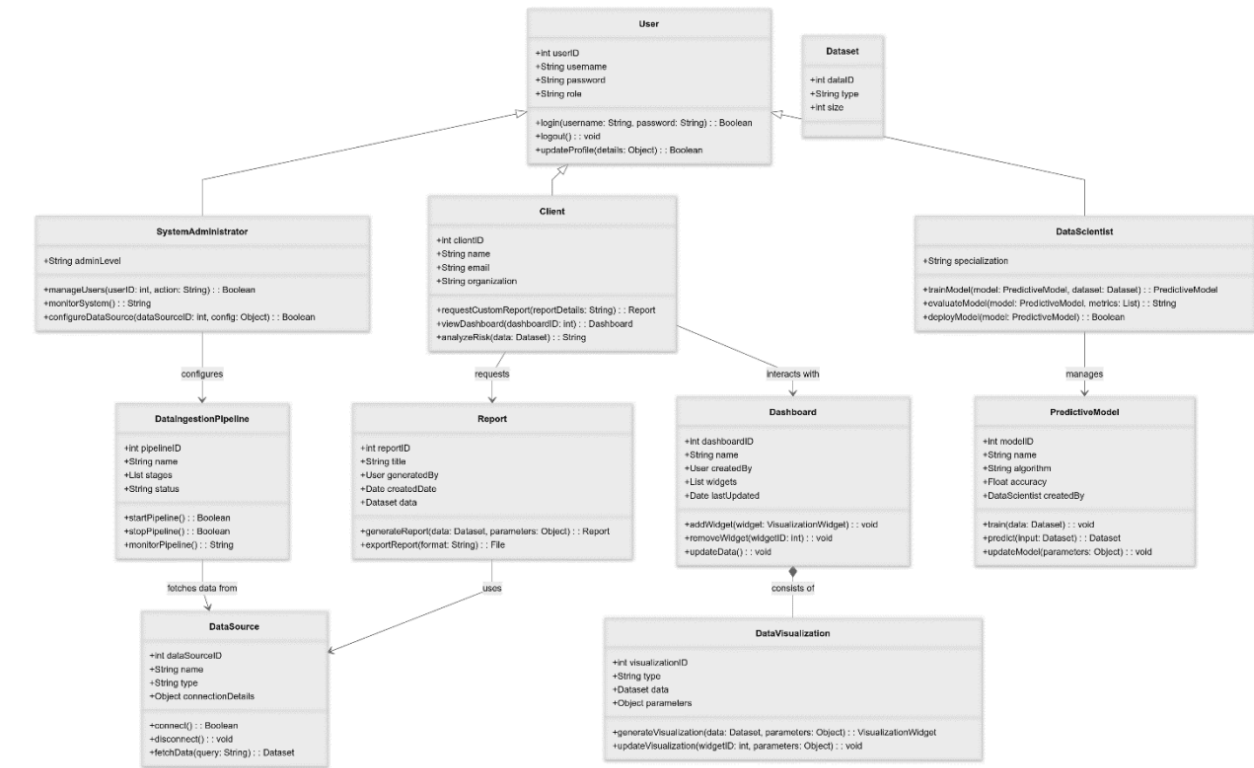 User
+int userID
+String username
+String password
+String role
+login(username: String, password: String) : : Boolean
+logout() : : void
+updateProfile(details: Object) : : Boolean
Dataset
+int dataID
+String type
+int size
SystemAdministrator
+String adminLevel
+manageUsers(userID: int, action: String) : : Boolean
+monitorSystem() : : String
+configureDataSource(dataSourceID: int, config: Object) : : Boolean
Client
+int clientID
+String name
+String email
+String organization
+requestCustomReport(reportDetails: String) : : Report
+viewDashboard(dashboardID: int) : : Dashboard
+analyzeRisk(data: Dataset) : : String
DataScientist
+String specialization
+trainModel(model: PredictiveModel, dataset: Dataset) : : PredictiveModel
+evaluateModel(model: PredictiveModel, metrics: List) : : String
+deployModel(model: PredictiveModel) : : Boolean
configures
requests
interacts with
manages
DataIngestionPipeline
+int pipelineID
+String name
+List stages
+String status
+startPipeline() : : Boolean
+stopPipeline() : : Boolean
+monitorPipeline() : : String
Report
+int reportID
+String title
+User generatedBy
+Date createdDate
+Dataset data
+generateReport(data: Dataset, parameters: Object) : : Report
+exportReport(format: String) : : File
Dashboard
+int dashboardID
+String name
+User createdBy
+List widgets
+Date lastUpdated
+addWidget(widget: VisualizationWidget) : : void
+removeWidget(widgetID: int) : : void
+updateData() : : void
PredictiveModel
+int modelID
+String name
+String algorithm
+Float accuracy
+DataScientist createdBy
+train(data: Dataset) : : void
+predict(input: Dataset) : : Dataset
+updateModel(parameters: Object) : : void
fetches data from
uses
consists of
DataSource
+int dataSourceID
+String name
+String type
+Object connectionDetails
+connect() : : Boolean
+disconnect() : : void
+fetchData(query: String) : : Dataset
DataVisualization
+int visualizationID
+String type
+Dataset data
+Object parameters
+generateVisualization(data: Dataset, parameters: Object) : : VisualizationWidget
+updateVisualization(widgetID: int, parameters: Object) : : void